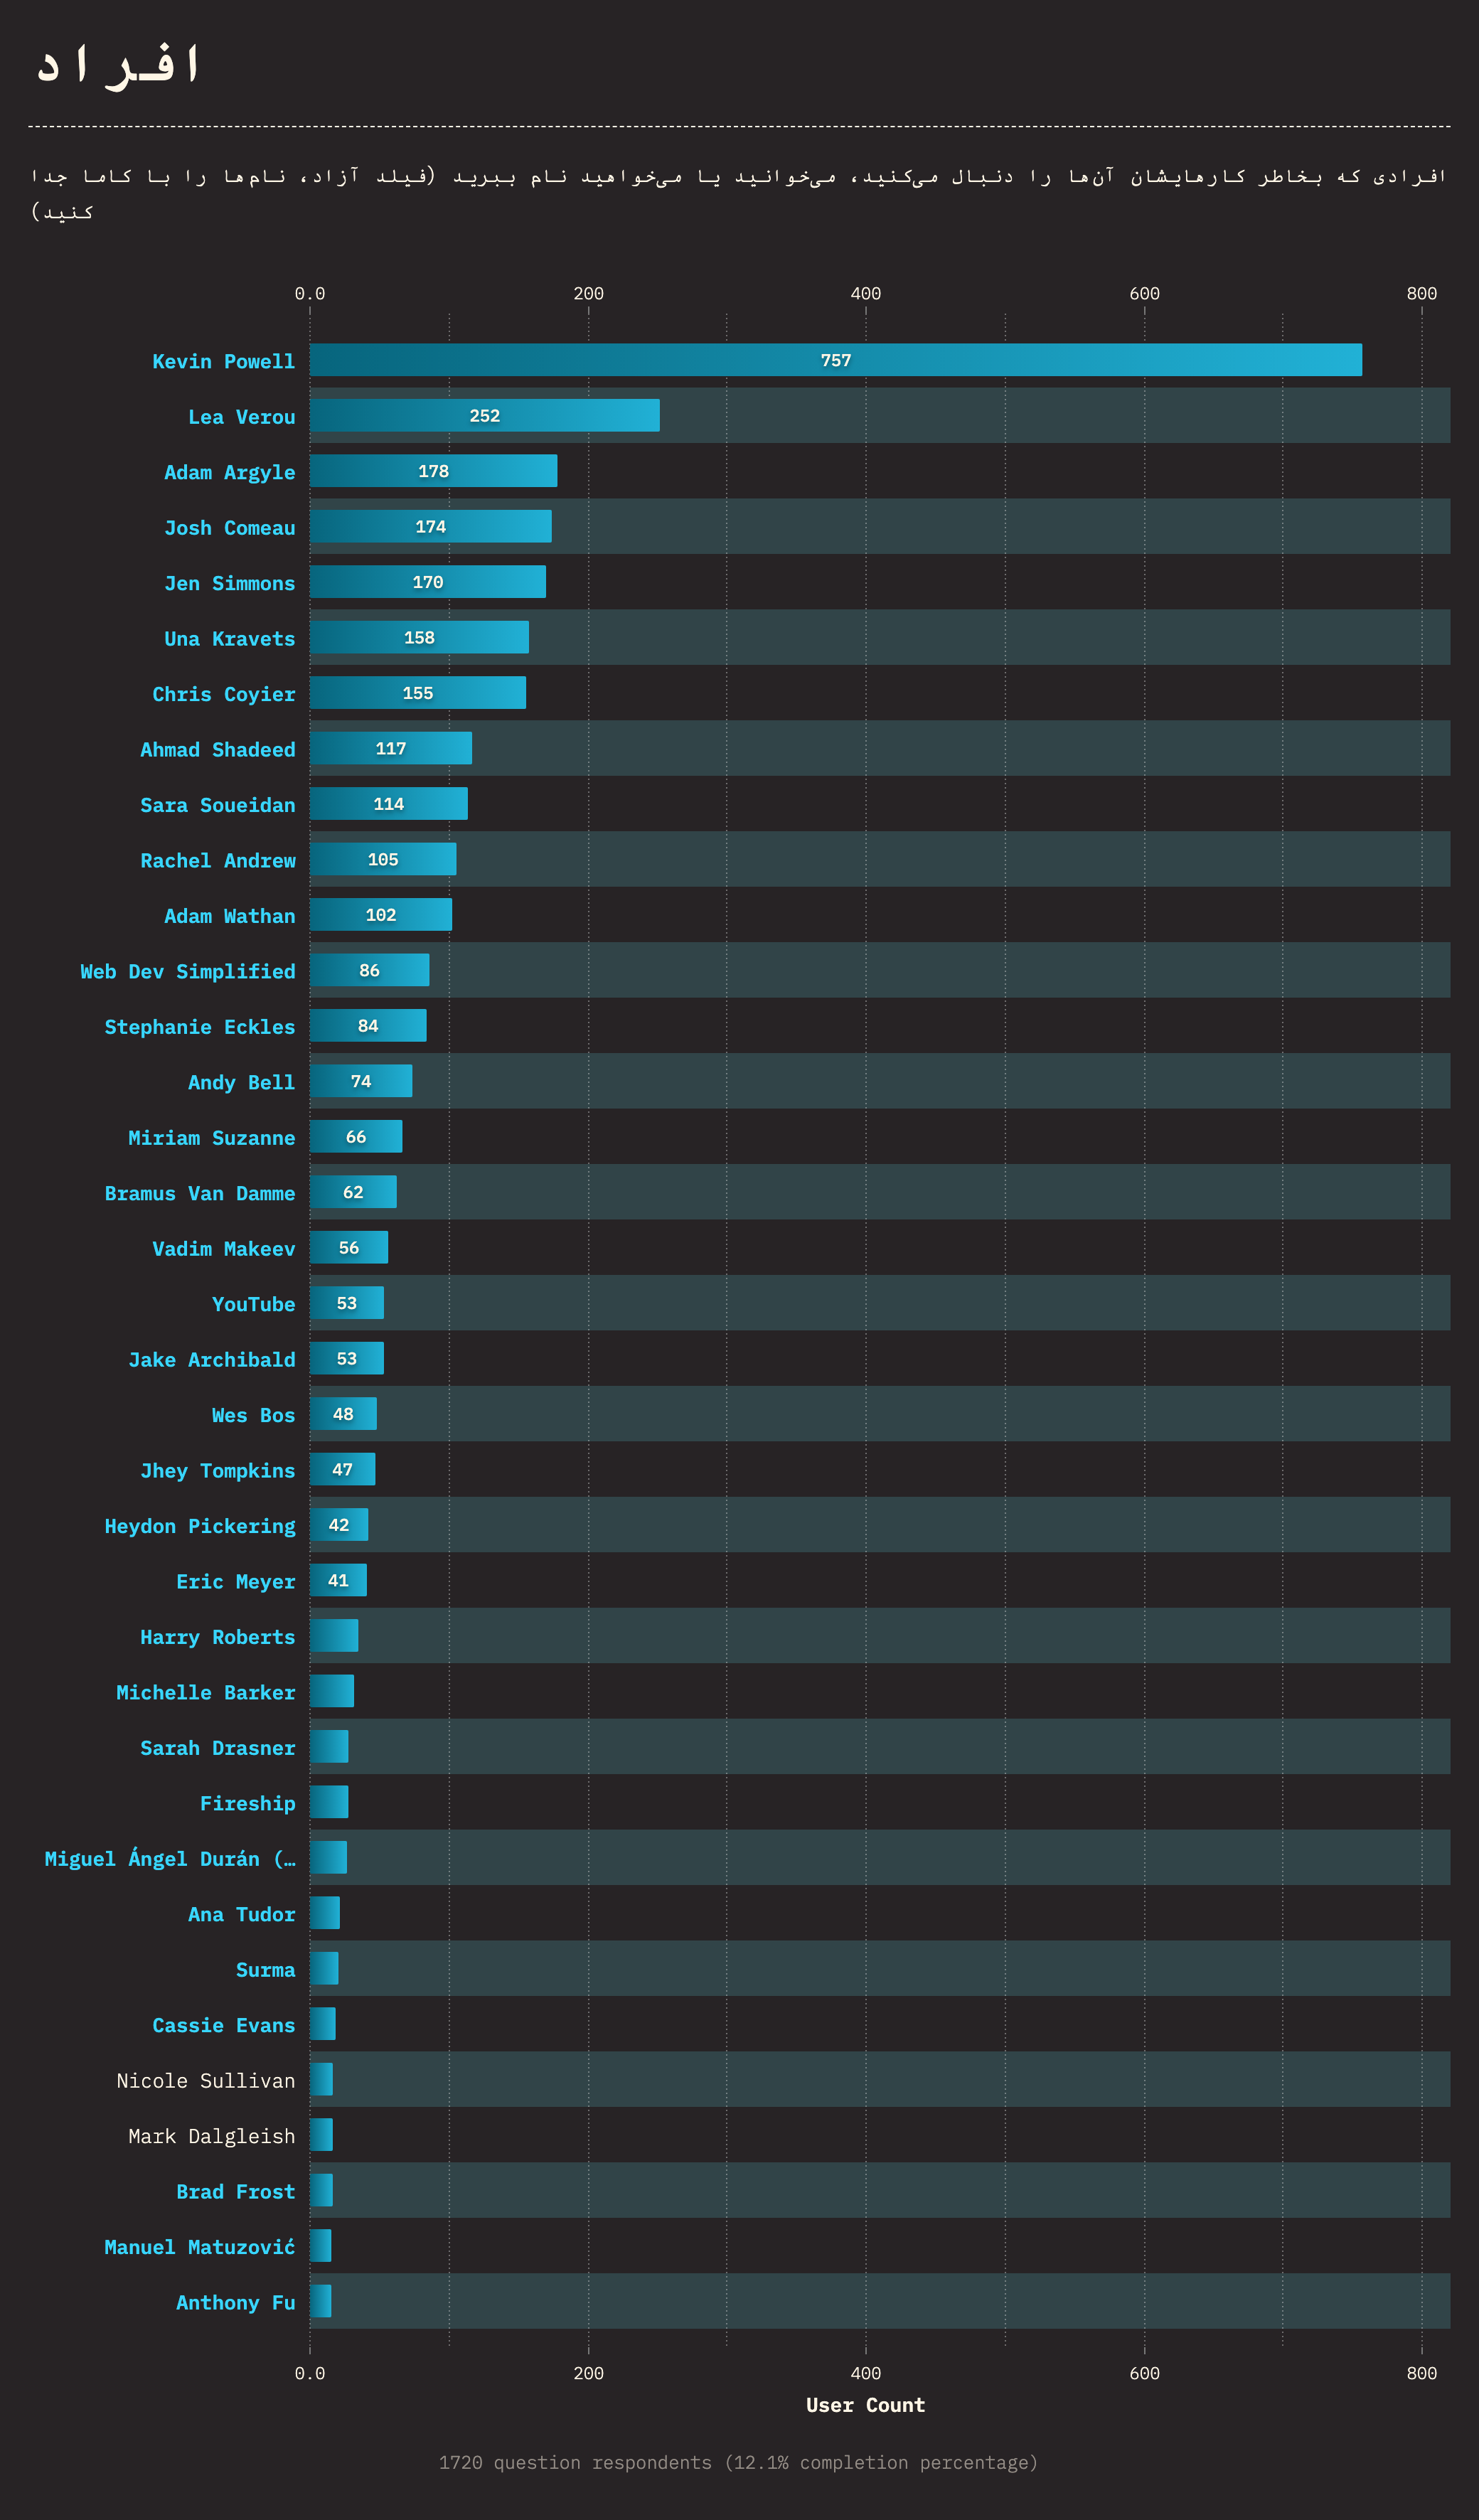 افراد
افرادی که بخاطر کارهایشان آن‌ها را دنبال می‌کنید، می‌خوانید یا می‌خواهید نام ببرید (فیلد آزاد، نام‌ها را با کاما جدا
کنید)
0.0 200 400 600 800
Kevin Powell 757
Lea Verou 252
Adam Argyle 178
Josh Comeau 174
Jen Simmons 170
Una Kravets 158
Chris Coyier 155
Ahmad Shadeed 117
Sara Soueidan 114
Rachel Andrew 105
Adam Wathan 102
Web Dev Simplified 86
Stephanie Eckles 84
Andy Bell 74
Miriam Suzanne 66
Bramus Van Damme 62
Vadim Makeev 56
YouTube 53
Jake Archibald 53
Wes Bos 48
Jhey Tompkins 47
Heydon Pickering 42
Eric Meyer 41
Harry Roberts
Michelle Barker
Sarah Drasner
Fireship
Miguel Ángel Durán (…
Ana Tudor
Surma
Cassie Evans
Nicole Sullivan
Mark Dalgleish
Brad Frost
Manuel Matuzović
Anthony Fu
0.0 200 400 600 800
User Count
1720 question respondents (12.1% completion percentage)